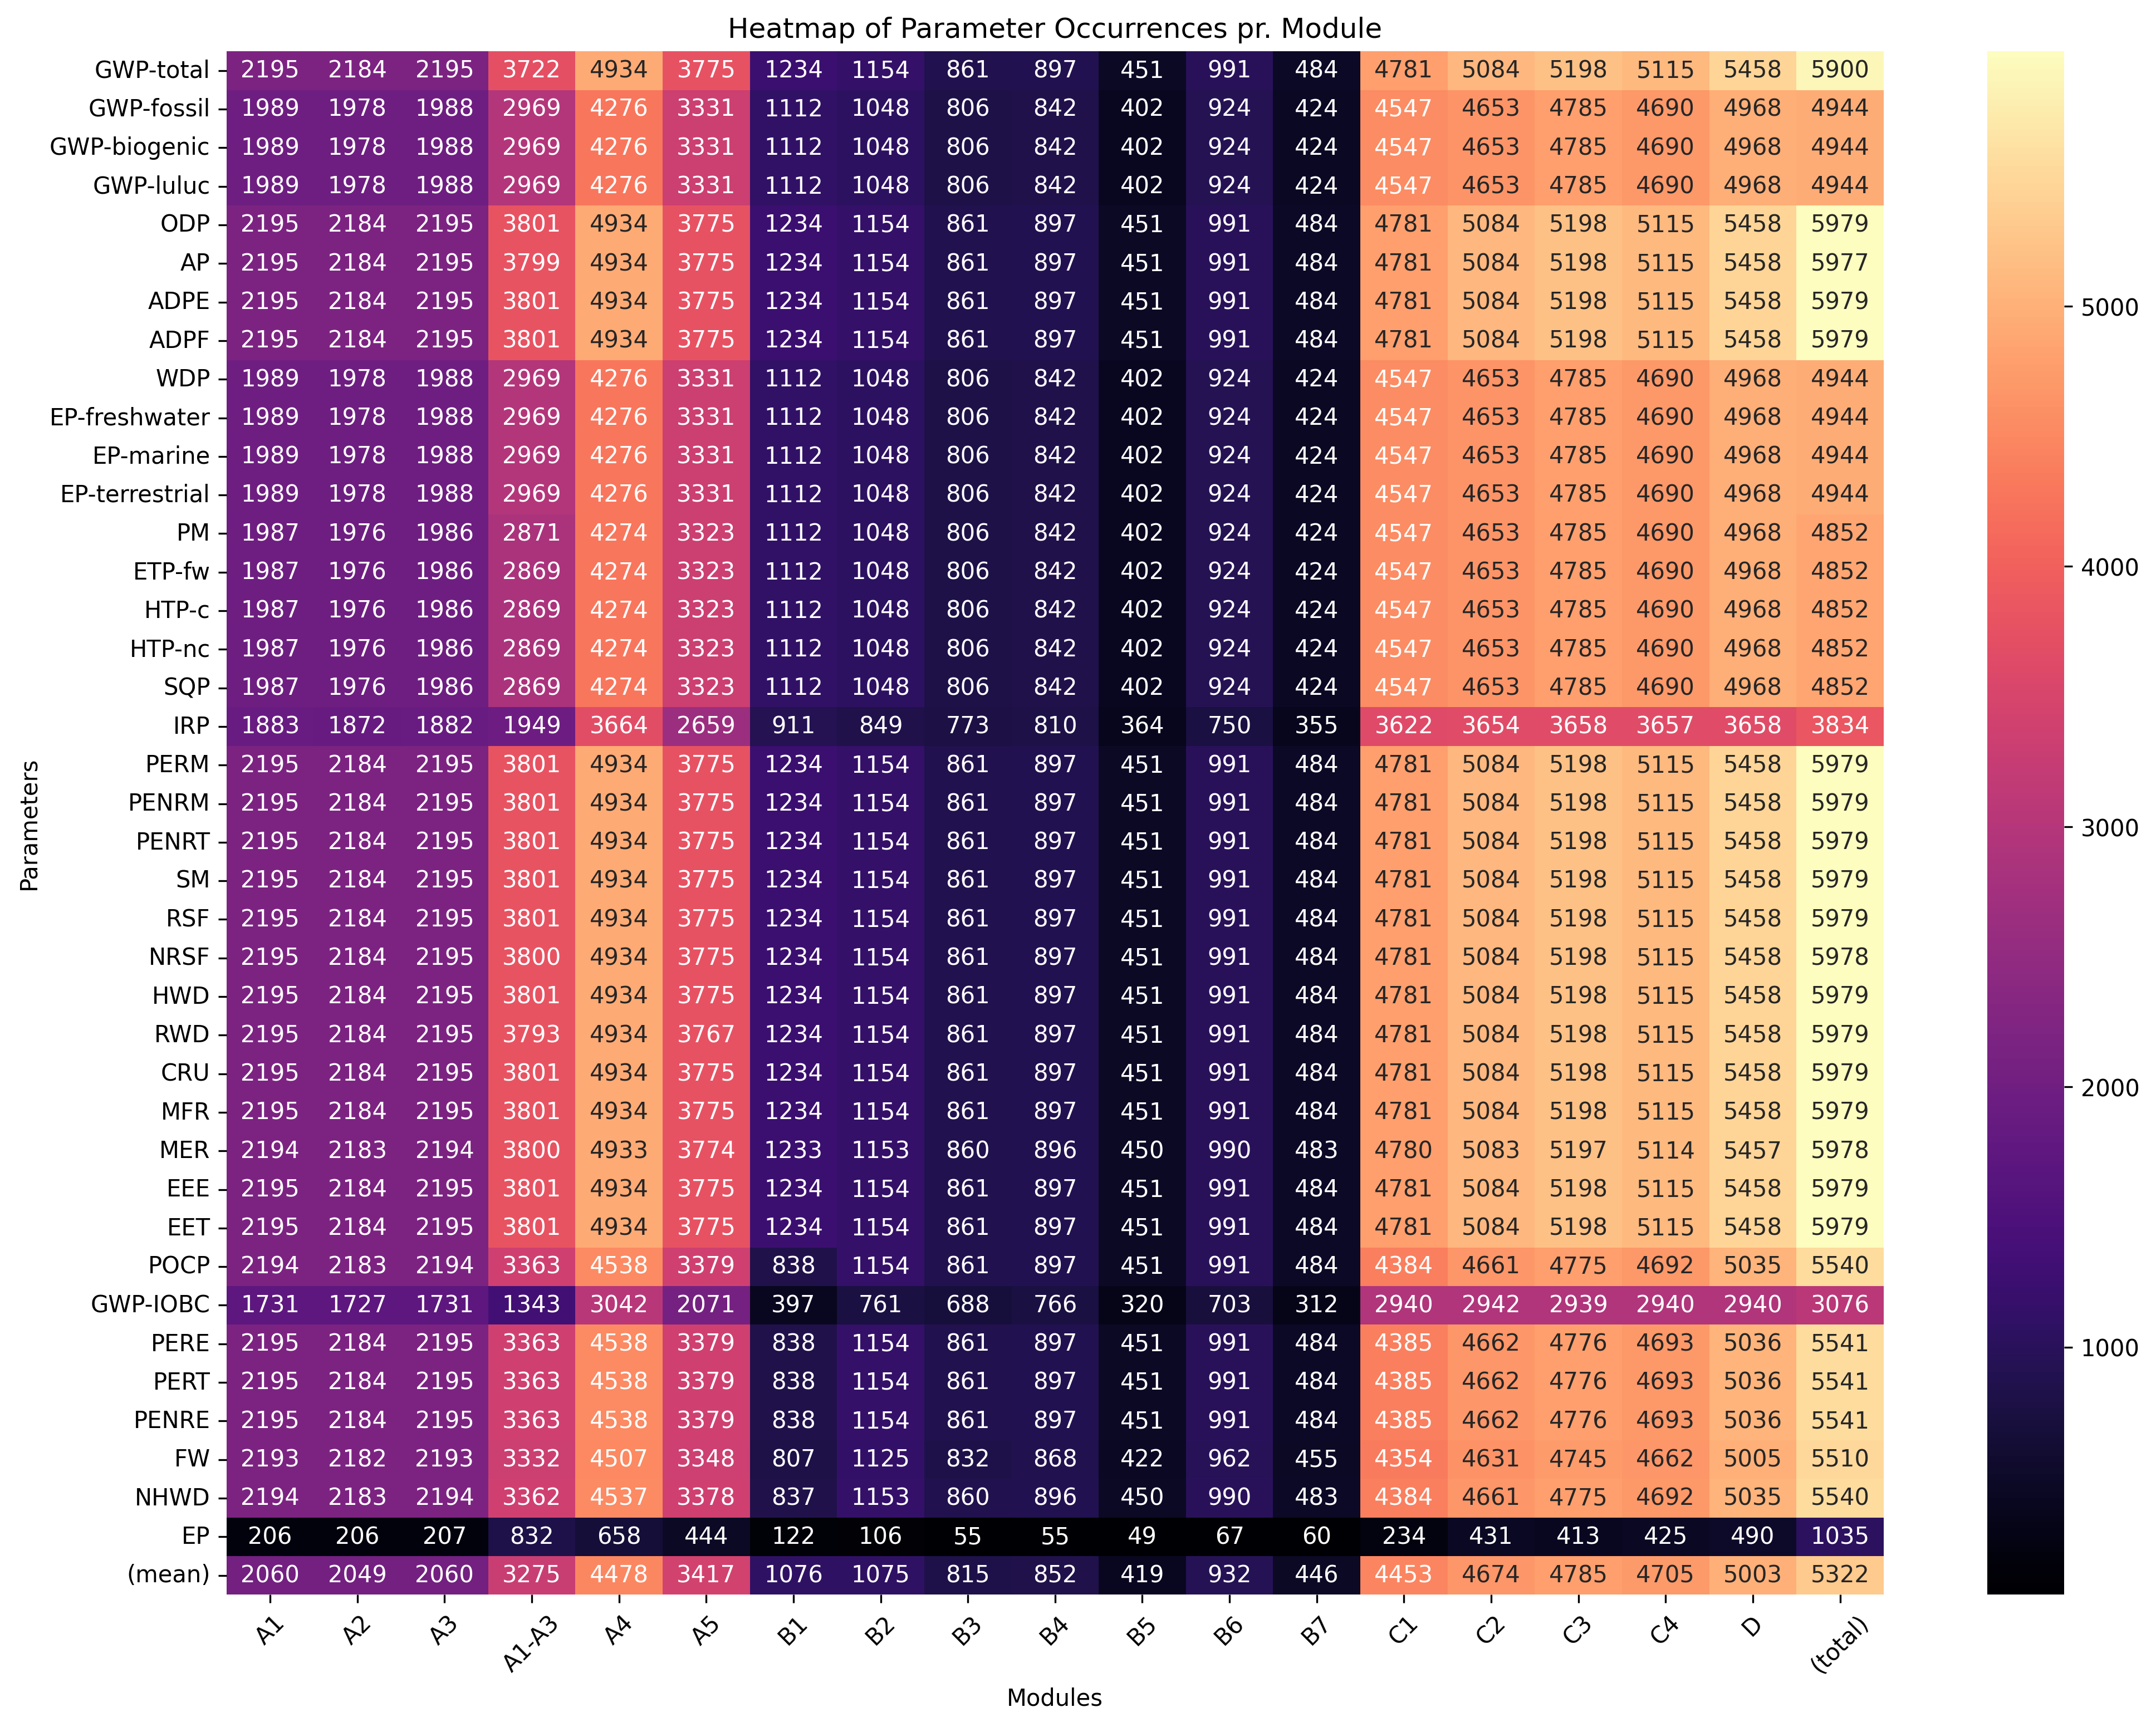 Heatmap of Parameter Occurrences pr. Module
GWP-total 2195 2184 2195 3722 4934 3775 1234 1154 861 897 451 991 484 4781 5084 5198 5115 5458 5900
GWP-fossil 1989 1978 1988 2969 4276 3331 1112 1048 806 842 402 924 424 4547 4653 4785 4690 4968 4944
GWP-biogenic 1989 1978 1988 2969 4276 3331 1112 1048 806 842 402 924 424 4547 4653 4785 4690 4968 4944
GWP-luluc 1989 1978 1988 2969 4276 3331 1112 1048 806 842 402 924 424 4547 4653 4785 4690 4968 4944
ODP 2195 2184 2195 3801 4934 3775 1234 1154 861 897 451 991 484 4781 5084 5198 5115 5458 5979
AP 2195 2184 2195 3799 4934 3775 1234 1154 861 897 451 991 484 4781 5084 5198 5115 5458 5977
ADPE 2195 2184 2195 3801 4934 3775 1234 1154 861 897 451 991 484 4781 5084 5198 5115 5458 5979
5000
ADPF 2195 2184 2195 3801 4934 3775 1234 1154 861 897 451 991 484 4781 5084 5198 5115 5458 5979
WDP 1989 1978 1988 2969 4276 3331 1112 1048 806 842 402 924 424 4547 4653 4785 4690 4968 4944
EP-freshwater 1989 1978 1988 2969 4276 3331 1112 1048 806 842 402 924 424 4547 4653 4785 4690 4968 4944
EP-marine 1989 1978 1988 2969 4276 3331 1112 1048 806 842 402 924 424 4547 4653 4785 4690 4968 4944
EP-terrestrial 1989 1978 1988 2969 4276 3331 1112 1048 806 842 402 924 424 4547 4653 4785 4690 4968 4944
PM 1987 1976 1986 2871 4274 3323 1112 1048 806 842 402 924 424 4547 4653 4785 4690 4968 4852
ETP-fw 1987 1976 1986 2869 4274 3323 1112 1048 806 842 402 924 424 4547 4653 4785 4690 4968 4852
4000
HTP-c 1987 1976 1986 2869 4274 3323 1112 1048 806 842 402 924 424 4547 4653 4785 4690 4968 4852
HTP-nc 1987 1976 1986 2869 4274 3323 1112 1048 806 842 402 924 424 4547 4653 4785 4690 4968 4852
SQP 1987 1976 1986 2869 4274 3323 1112 1048 806 842 402 924 424 4547 4653 4785 4690 4968 4852
IRP 1883 1872 1882 1949 3664 2659 911 849 773 810 364 750 355 3622 3654 3658 3657 3658 3834
PERM 2195 2184 2195 3801 4934 3775 1234 1154 861 897 451 991 484 4781 5084 5198 5115 5458 5979
PENRM 2195 2184 2195 3801 4934 3775 1234 1154 861 897 451 991 484 4781 5084 5198 5115 5458 5979
Parameters
3000
PENRT 2195 2184 2195 3801 4934 3775 1234 1154 861 897 451 991 484 4781 5084 5198 5115 5458 5979
SM 2195 2184 2195 3801 4934 3775 1234 1154 861 897 451 991 484 4781 5084 5198 5115 5458 5979
RSF 2195 2184 2195 3801 4934 3775 1234 1154 861 897 451 991 484 4781 5084 5198 5115 5458 5979
NRSF 2195 2184 2195 3800 4934 3775 1234 1154 861 897 451 991 484 4781 5084 5198 5115 5458 5978
HWD 2195 2184 2195 3801 4934 3775 1234 1154 861 897 451 991 484 4781 5084 5198 5115 5458 5979
RWD 2195 2184 2195 3793 4934 3767 1234 1154 861 897 451 991 484 4781 5084 5198 5115 5458 5979
CRU 2195 2184 2195 3801 4934 3775 1234 1154 861 897 451 991 484 4781 5084 5198 5115 5458 5979
2000
MFR 2195 2184 2195 3801 4934 3775 1234 1154 861 897 451 991 484 4781 5084 5198 5115 5458 5979
MER 2194 2183 2194 3800 4933 3774 1233 1153 860 896 450 990 483 4780 5083 5197 5114 5457 5978
EEE 2195 2184 2195 3801 4934 3775 1234 1154 861 897 451 991 484 4781 5084 5198 5115 5458 5979
EET 2195 2184 2195 3801 4934 3775 1234 1154 861 897 451 991 484 4781 5084 5198 5115 5458 5979
POCP 2194 2183 2194 3363 4538 3379 838 1154 861 897 451 991 484 4384 4661 4775 4692 5035 5540
GWP-IOBC 1731 1727 1731 1343 3042 2071 397 761 688 766 320 703 312 2940 2942 2939 2940 2940 3076
PERE 2195 2184 2195 3363 4538 3379 838 1154 861 897 451 991 484 4385 4662 4776 4693 5036 5541
1000
PERT 2195 2184 2195 3363 4538 3379 838 1154 861 897 451 991 484 4385 4662 4776 4693 5036 5541
PENRE 2195 2184 2195 3363 4538 3379 838 1154 861 897 451 991 484 4385 4662 4776 4693 5036 5541
FW 2193 2182 2193 3332 4507 3348 807 1125 832 868 422 962 455 4354 4631 4745 4662 5005 5510
NHWD 2194 2183 2194 3362 4537 3378 837 1153 860 896 450 990 483 4384 4661 4775 4692 5035 5540
EP 206 206 207 832 658 444 122 106 55 55 49 67 60 234 431 413 425 490 1035
(mean) 2060 2049 2060 3275 4478 3417 1076 1075 815 852 419 932 446 4453 4674 4785 4705 5003 5322
A1 A2 A3 A1-A3 A4 A5 B1 B2 B3 B4 B5 B6 B7 C1 C2 C3 C4 D (total)
Modules